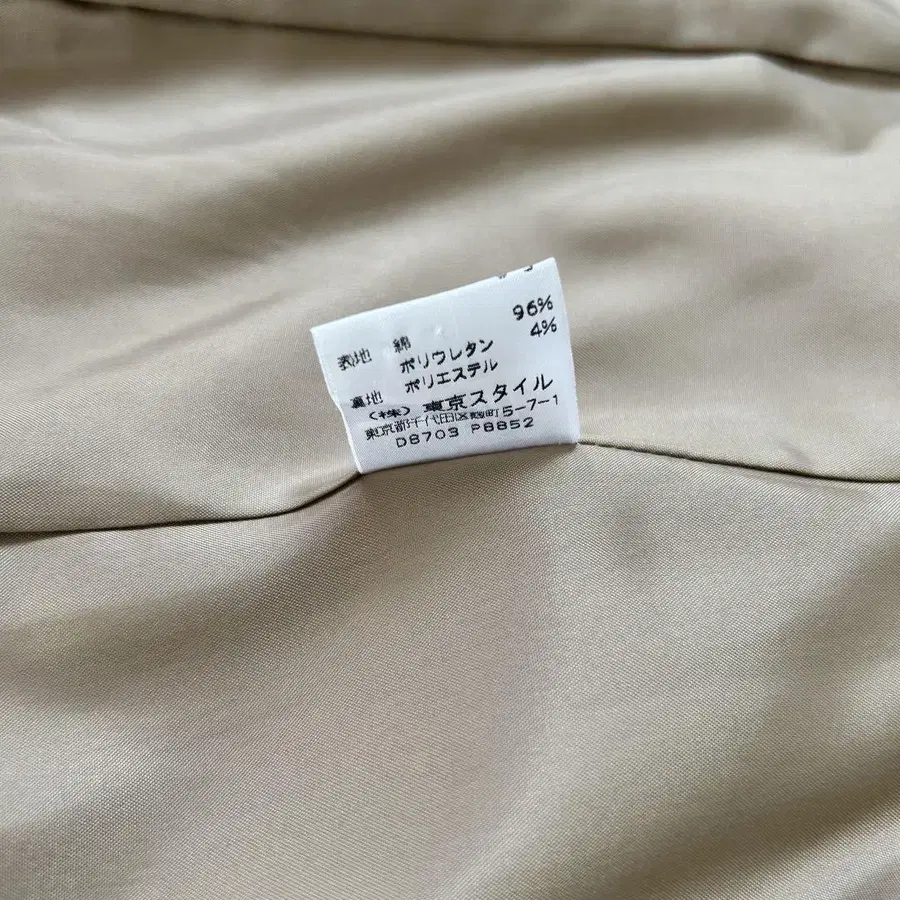 表地 綿 96%
ポリウレタン 4%
裏地 ポリエステル
(株) 東京スタイル
東京都千代田区麹町5-7-1
D8703 P8852